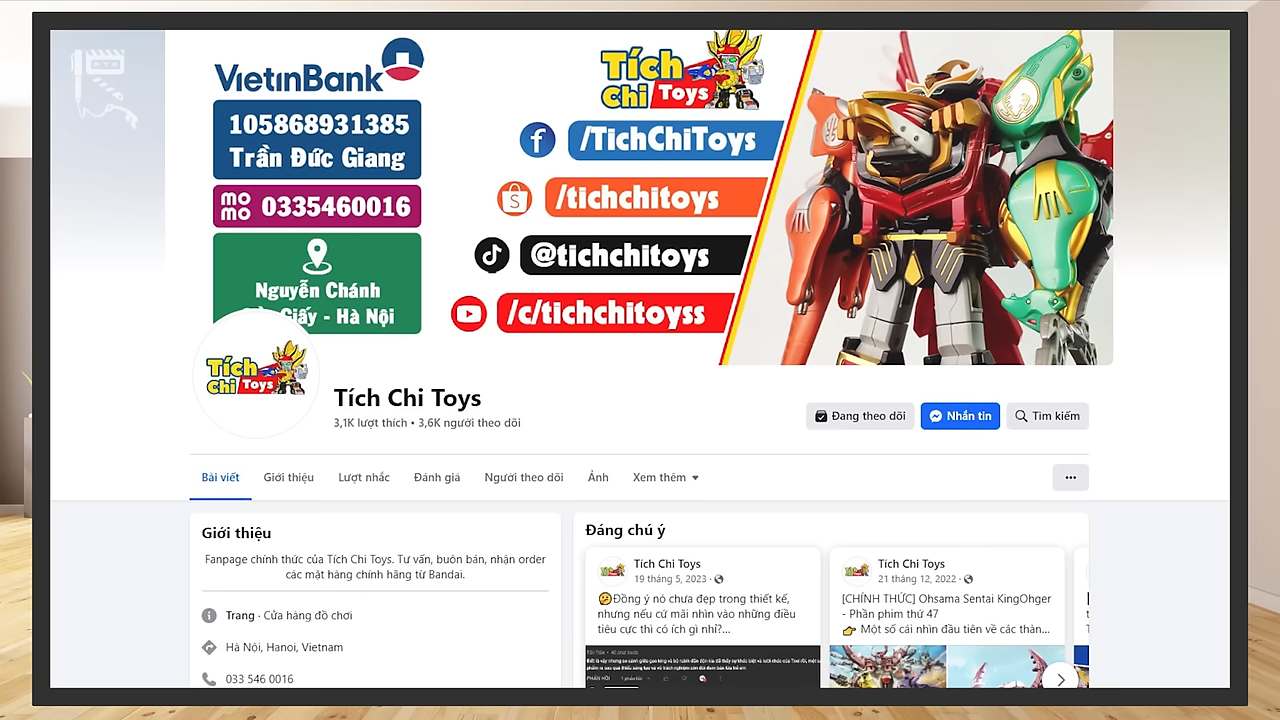 VietinBank
105868931385
Trần Đức Giang
momo 0335460016
Nguyễn Chánh
Giấy - Hà Nội
Tích
Chi Toys
/TichChiToys
/tichchitoys
@tichchitoys
/c/tichchitoyss
Tích
Chi Toys
Tích Chi Toys
3,1K lượt thích • 3,6K người theo dõi
Đang theo dõi
Nhắn tin
Tìm kiếm
Bài viết
Giới thiệu
Lượt nhắc
Đánh giá
Người theo dõi
Ảnh
Xem thêm
Giới thiệu
Fanpage chính thức của Tích Chi Toys. Tư vấn, buôn bán, nhận order
các mặt hàng chính hãng từ Bandai.
Trang · Cửa hàng đồ chơi
Hà Nội, Hanoi, Vietnam
033 546 0016
Đáng chú ý
Tích Chi Toys
19 tháng 5, 2023 ·
Đồng ý nó chưa đẹp trong thiết kế,
nhưng nếu cứ mãi nhìn vào những điều
tiêu cực thì có ích gì nhỉ?...
PHẢN HỒI
Tích Chi Toys
21 tháng 12, 2022 ·
[CHÍNH THỨC] Ohsama Sentai KingOhger
- Phần phim thứ 47
Một số cái nhìn đầu tiên về các thàn...